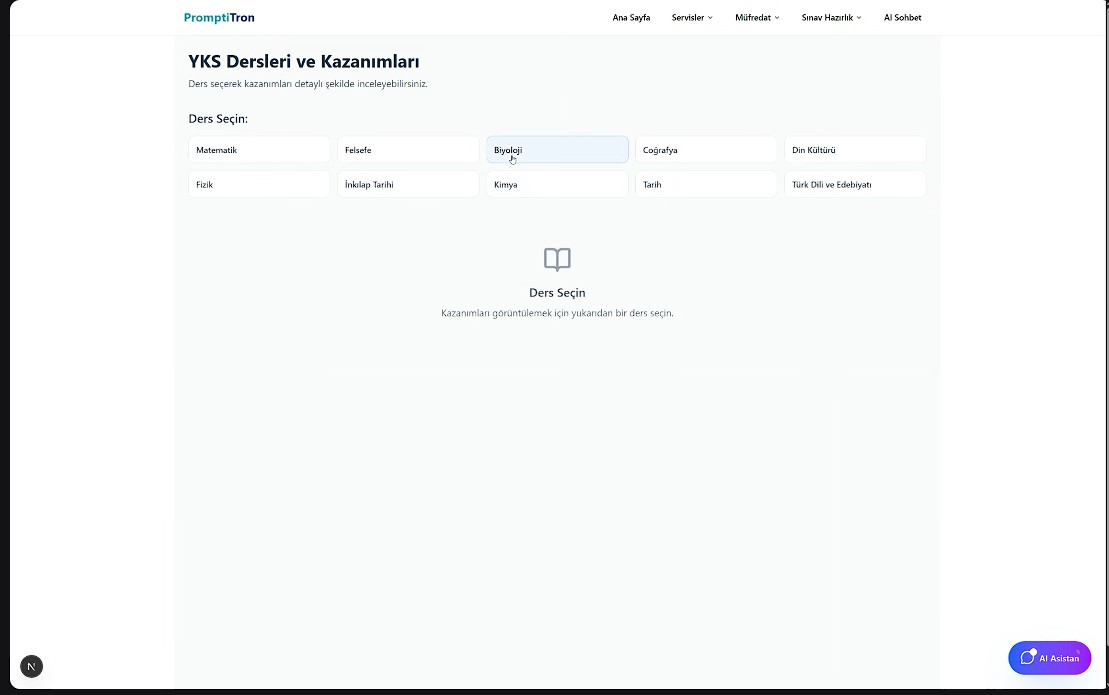 PromptiTron
Ana Sayfa Servisler Müfredat Sınav Hazırlık AI Sohbet
YKS Dersleri ve Kazanımları
Ders seçerek kazanımları detaylı şekilde inceleyebilirsiniz.
Ders Seçin:
Matematik Felsefe Biyoloji Coğrafya Din Kültürü
Fizik İnkılap Tarihi Kimya Tarih Türk Dili ve Edebiyatı
Ders Seçin
Kazanımları görüntülemek için yukarıdan bir ders seçin.
N
AI Asistan